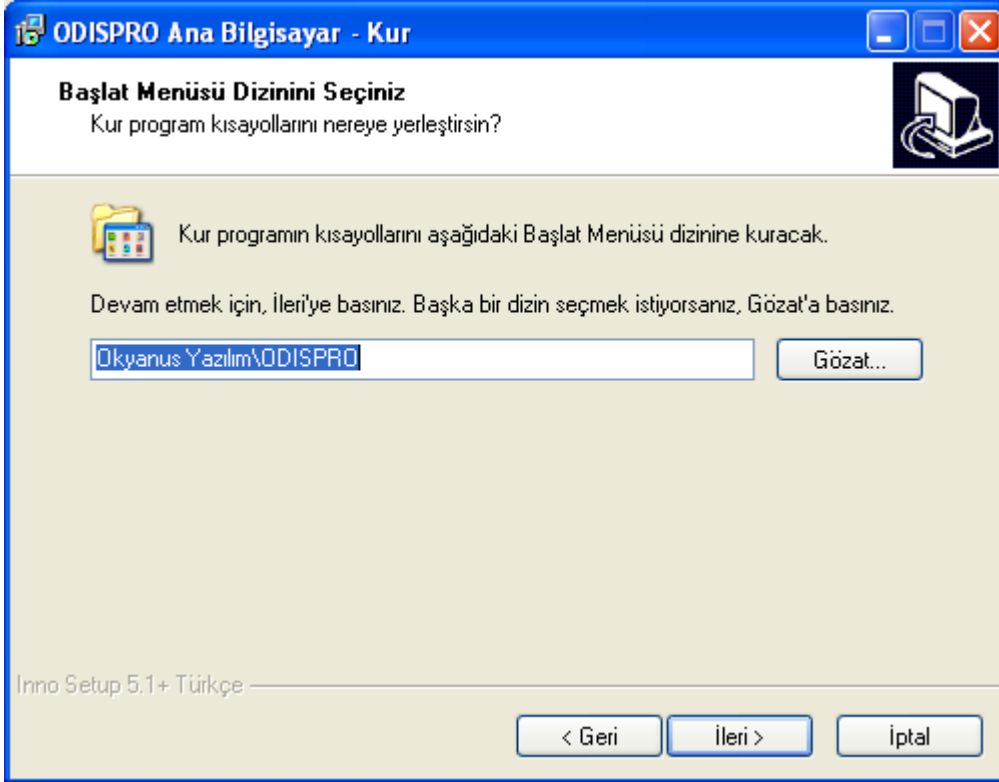 ODISPRO Ana Bilgisayar - Kur
Başlat Menüsü Dizinini Seçiniz
Kur program kısayollarını nereye yerleştirsin?
Kur programın kısayollarını aşağıdaki Başlat Menüsü dizinine kuracak.
Devam etmek için, İleri'ye basınız. Başka bir dizin seçmek istiyorsanız, Gözat'a basınız.
Okyanus Yazılım\ODISPRO
Gözat...
Inno Setup 5.1+ Türkçe
< Geri
İleri >
İptal